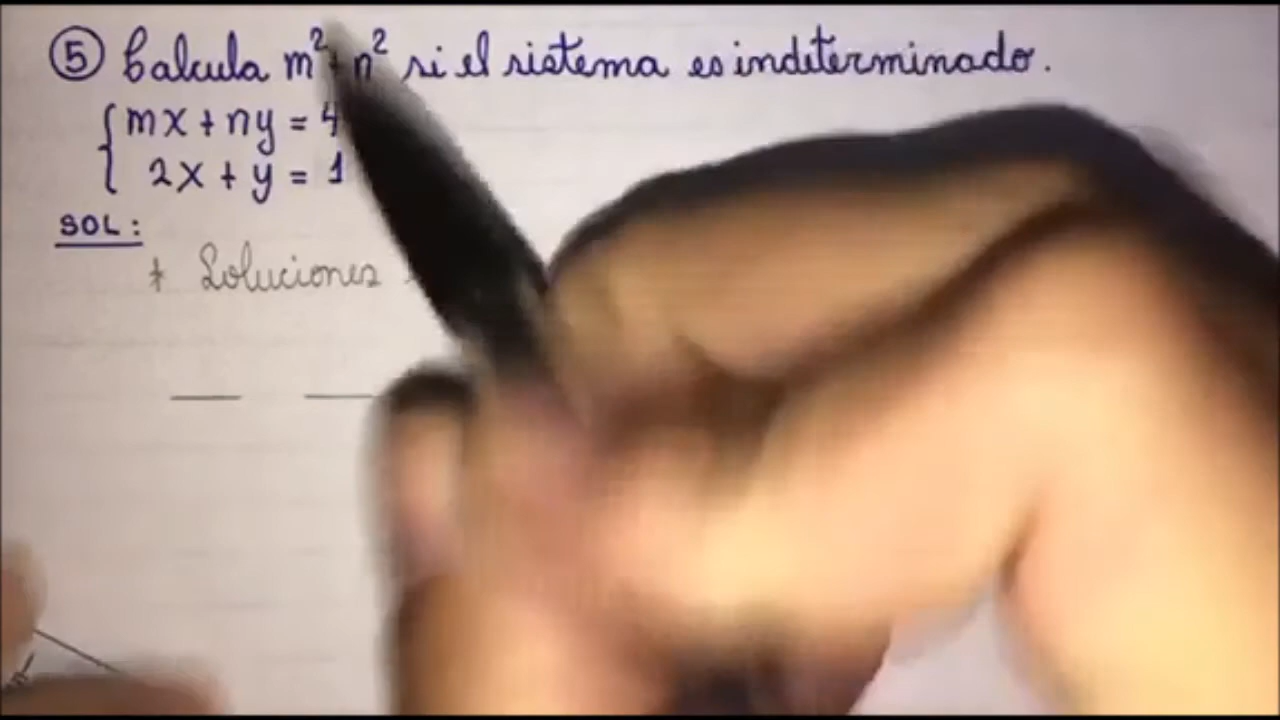 5 Calcula m² + n² si el sistema es indeterminado.
mx + ny = 4
2x + y = 1
SOL:
* Soluciones